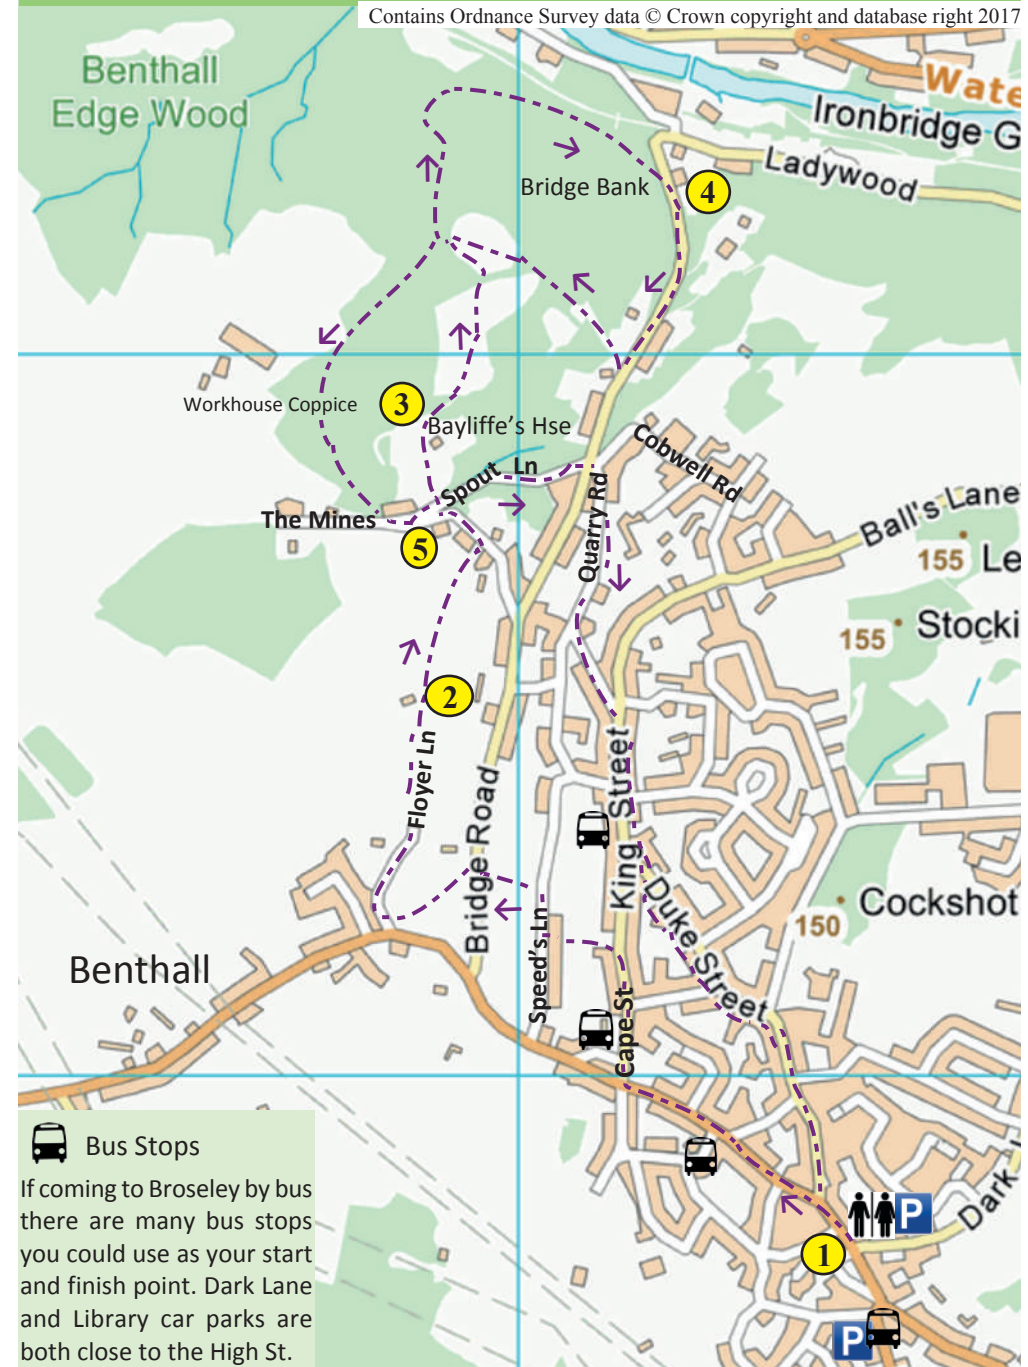 Contains Ordnance Survey data © Crown copyright and database right 2017
Benthall
Edge Wood
Wate
Ironbridge G
Ladywood
Bridge Bank
4
Workhouse Coppice
3
Bayliffe's Hse
Cobwell Rd
Spout Ln
The Mines
5
Quarry Rd
Ball's Lane
155
Le
Stocki
155
2
Floyer Ln
King Street
Bridge Road
Duke Street
Cockshot
150
Speed's Ln
Benthall
Cape St
Bus Stops
If coming to Broseley by bus
there are many bus stops
you could use as your start
and finish point. Dark Lane
and Library car parks are
both close to the High St.
P
Dark
1
P